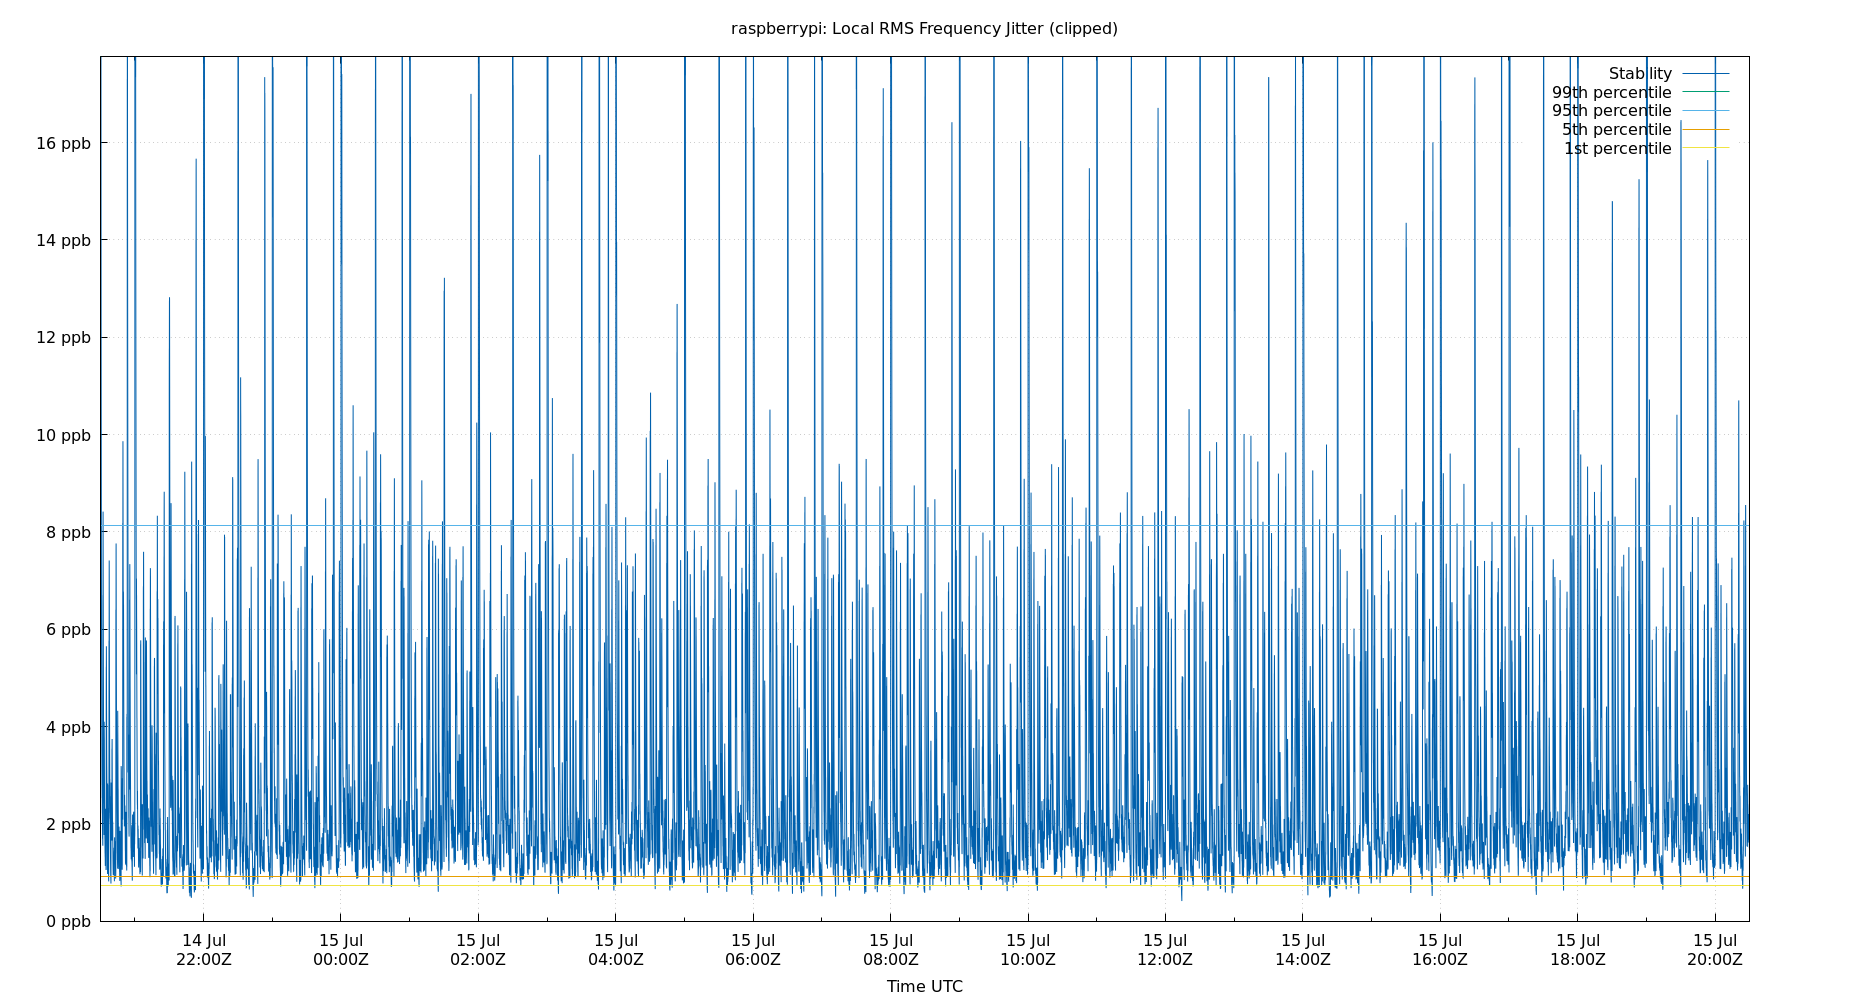 raspberrypi: Local RMS Frequency Jitter (clipped)
Stability
99th percentile
95th percentile
5th percentile
1st percentile
16 ppb
14 ppb
12 ppb
10 ppb
8 ppb
6 ppb
4 ppb
2 ppb
0 ppb
14 Jul 15 Jul 15 Jul 15 Jul 15 Jul 15 Jul 15 Jul 15 Jul 15 Jul 15 Jul 15 Jul 15 Jul
22:00Z 00:00Z 02:00Z 04:00Z 06:00Z 08:00Z 10:00Z 12:00Z 14:00Z 16:00Z 18:00Z 20:00Z
Time UTC